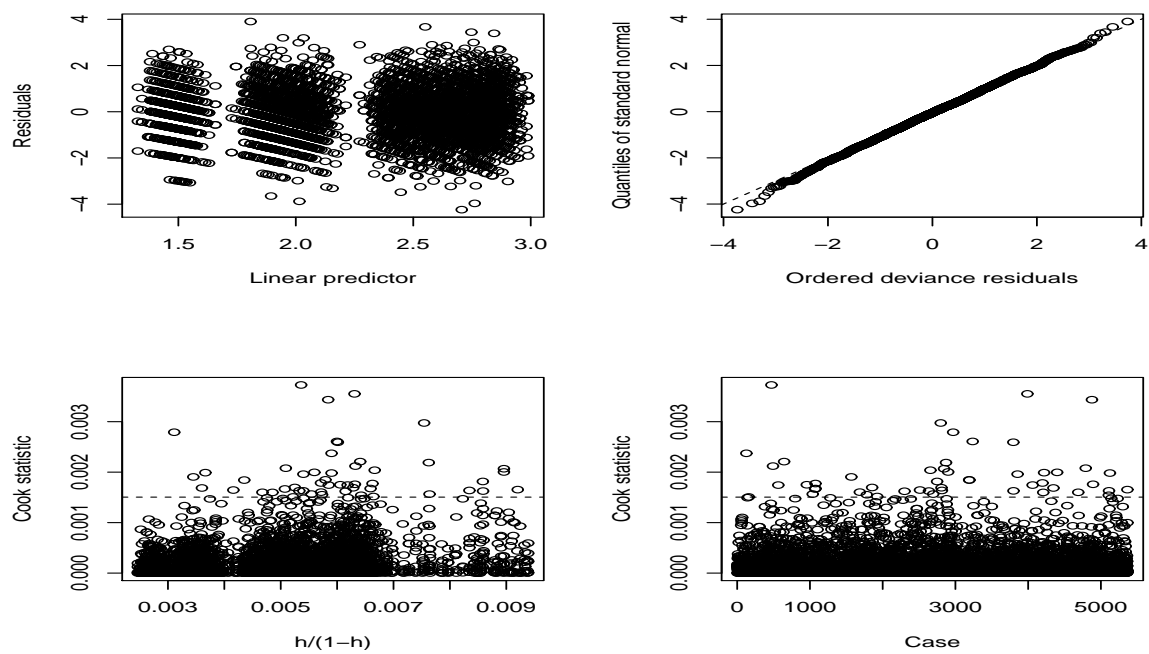 4
2
0
−2
−4
Residuals
1.5 2.0 2.5 3.0
Linear predictor
4
2
0
−2
−4
Quantiles of standard normal
−4 −2 0 2 4
Ordered deviance residuals
0.003
0.002
0.001
0.000
Cook statistic
0.003 0.005 0.007 0.009
h/(1−h)
0.003
0.002
0.001
0.000
Cook statistic
0 1000 3000 5000
Case